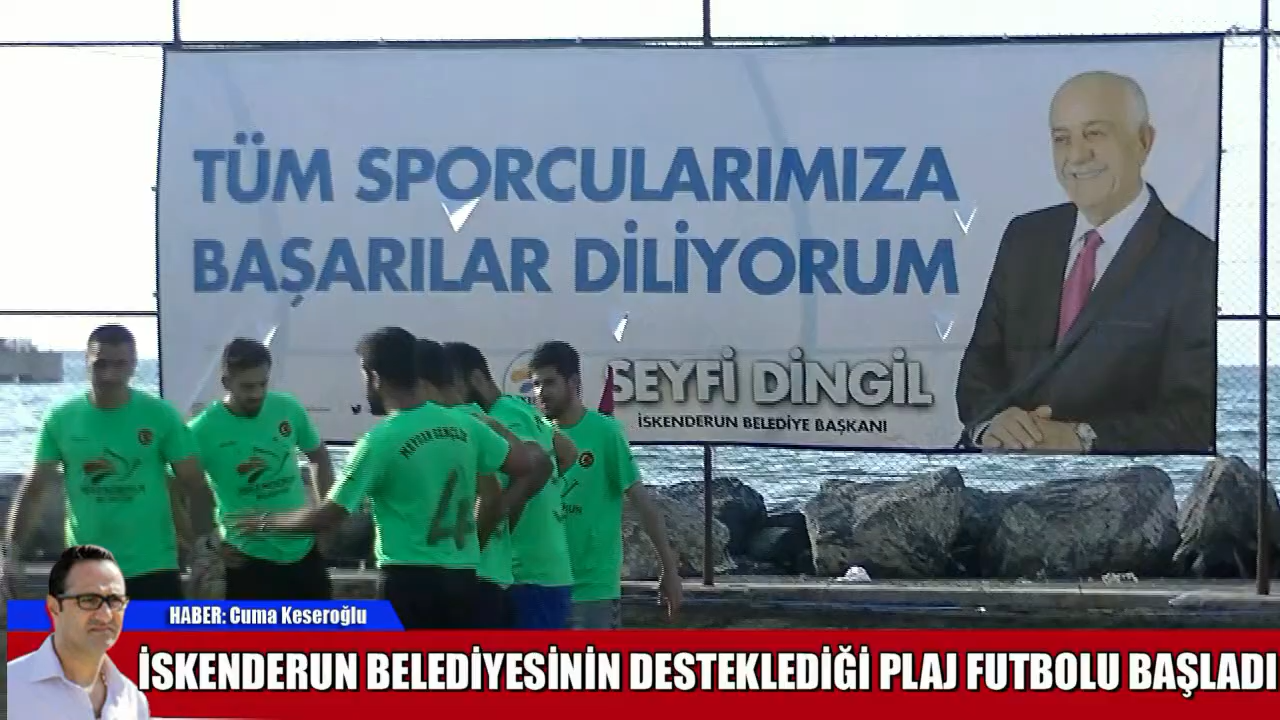 TÜM SPORCULARIMIZA
BAŞARILAR DİLİYORUM
SEYFİ DİNGİL
İSKENDERUN BELEDİYE BAŞKANI
4
HABER: Cuma Keseroğlu
İSKENDERUN BELEDİYESİNİN DESTEKLEDİĞİ PLAJ FUTBOLU BAŞLADI